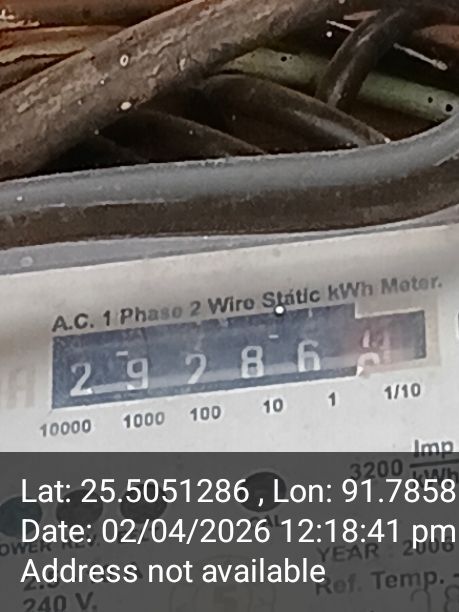 A.C. 1 Phase 2 Wire Static kWh Meter.
2 9 2 8 6
10000 1000 100 10 1 1/10
Imp
3200 kWh
Lat: 25.5051286 , Lon: 91.7858
Date: 02/04/2026 12:18:41 pm
YEAR : 2006
Address not available
Ref. Temp. -
240 V.